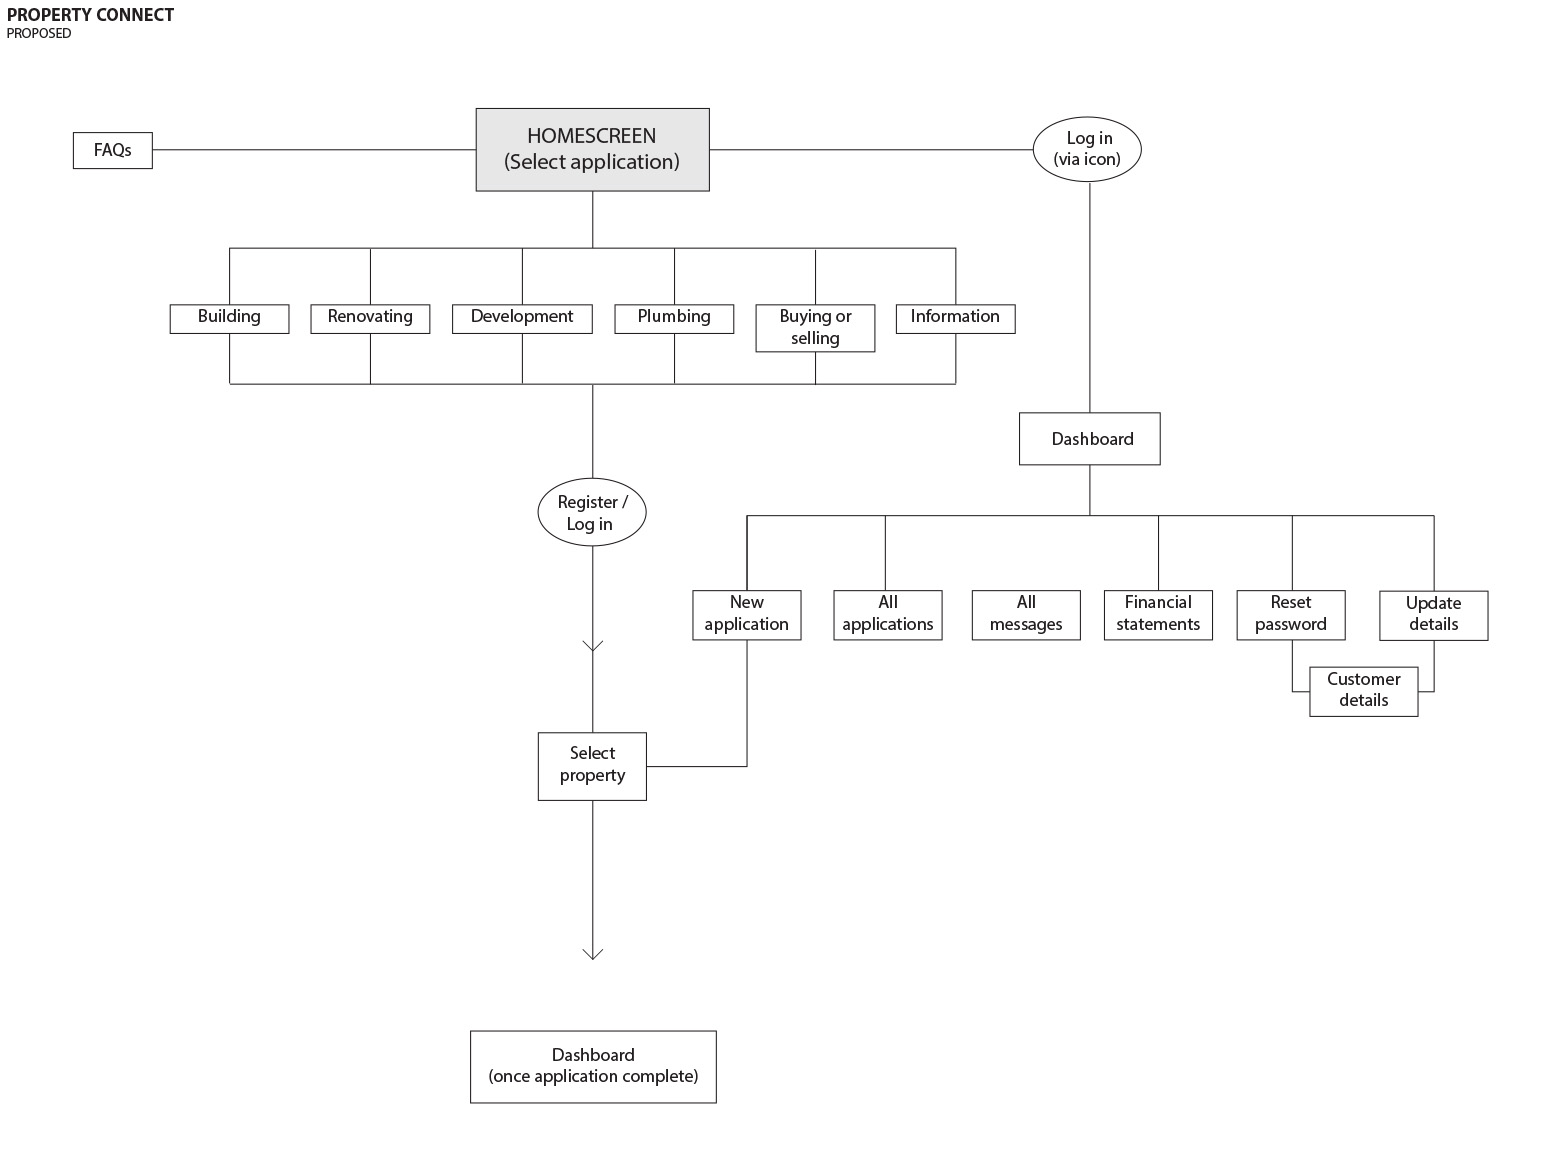 PROPERTY CONNECT
PROPOSED
FAQs
HOMESCREEN
(Select application)
Log in
(via icon)
Building
Renovating
Development
Plumbing
Buying or
selling
Information
Dashboard
Register /
Log in
New
application
All
applications
All
messages
Financial
statements
Reset
password
Update
details
Customer
details
Select
property
Dashboard
(once application complete)